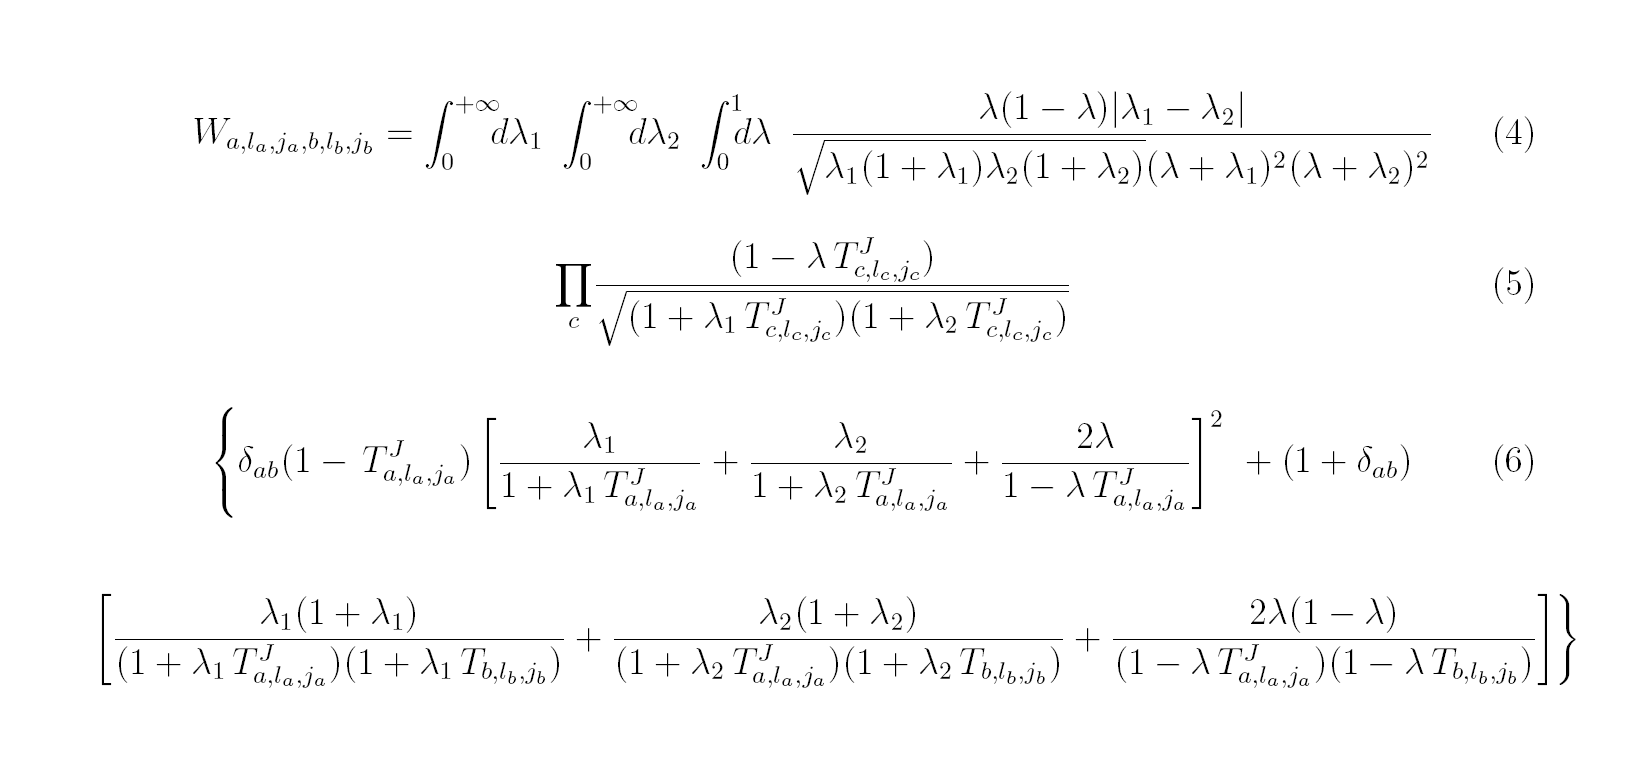 W_{a,l_a,j_a,b,l_b,j_b} = \int_0^{+\infty} d\lambda_1 \int_0^{+\infty} d\lambda_2 \int_0^1 d\lambda \frac{\lambda(1-\lambda)|\lambda_1-\lambda_2|}{\sqrt{\lambda_1(1+\lambda_1)\lambda_2(1+\lambda_2)}(\lambda+\lambda_1)^2(\lambda+\lambda_2)^2} (4)
\prod_c \frac{(1-\lambda T^J_{c,l_c,j_c})}{\sqrt{(1+\lambda_1 T^J_{c,l_c,j_c})(1+\lambda_2 T^J_{c,l_c,j_c})}} (5)
\left\{ \delta_{ab}(1- T^J_{a,l_a,j_a}) \left[ \frac{\lambda_1}{1+\lambda_1 T^J_{a,l_a,j_a}} + \frac{\lambda_2}{1+\lambda_2 T^J_{a,l_a,j_a}} + \frac{2\lambda}{1-\lambda T^J_{a,l_a,j_a}} \right]^2 + (1+\delta_{ab}) (6)
\left[ \frac{\lambda_1(1+\lambda_1)}{(1+\lambda_1 T^J_{a,l_a,j_a})(1+\lambda_1 T_{b,l_b,j_b})} + \frac{\lambda_2(1+\lambda_2)}{(1+\lambda_2 T^J_{a,l_a,j_a})(1+\lambda_2 T_{b,l_b,j_b})} + \frac{2\lambda(1-\lambda)}{(1-\lambda T^J_{a,l_a,j_a})(1-\lambda T_{b,l_b,j_b})} \right] \right\}